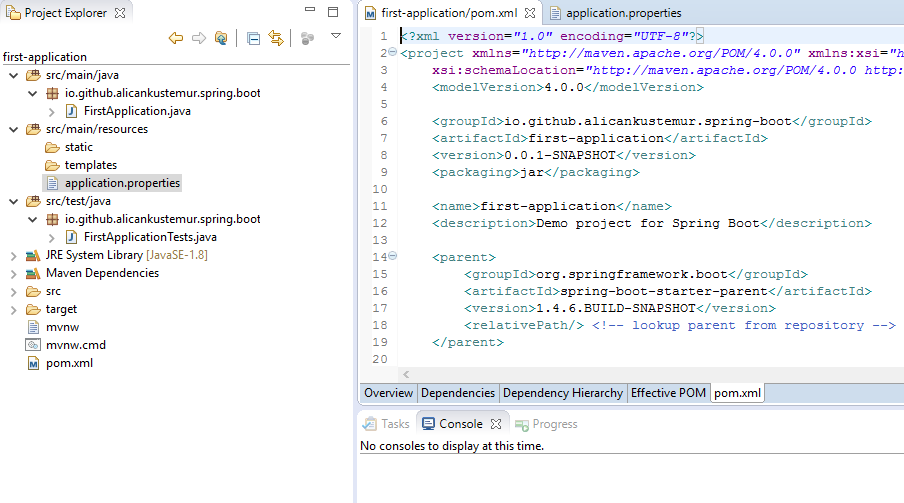 Project Explorer
first-application
src/main/java
io.github.alicankustemur.spring.boot
FirstApplication.java
src/main/resources
static
templates
application.properties
src/test/java
io.github.alicankustemur.spring.boot
FirstApplicationTests.java
JRE System Library [JavaSE-1.8]
Maven Dependencies
src
target
mvnw
mvnw.cmd
pom.xml
first-application/pom.xml
application.properties
1 <?xml version="1.0" encoding="UTF-8"?>
2 <project xmlns="http://maven.apache.org/POM/4.0.0" xmlns:xsi="h
3 xsi:schemaLocation="http://maven.apache.org/POM/4.0.0 http:
4 <modelVersion>4.0.0</modelVersion>
5
6 <groupId>io.github.alicankustemur.spring-boot</groupId>
7 <artifactId>first-application</artifactId>
8 <version>0.0.1-SNAPSHOT</version>
9 <packaging>jar</packaging>
10
11 <name>first-application</name>
12 <description>Demo project for Spring Boot</description>
13
14 <parent>
15 <groupId>org.springframework.boot</groupId>
16 <artifactId>spring-boot-starter-parent</artifactId>
17 <version>1.4.6.BUILD-SNAPSHOT</version>
18 <relativePath/> <!-- lookup parent from repository -->
19 </parent>
20
Overview Dependencies Dependency Hierarchy Effective POM pom.xml
Tasks Console Progress
No consoles to display at this time.